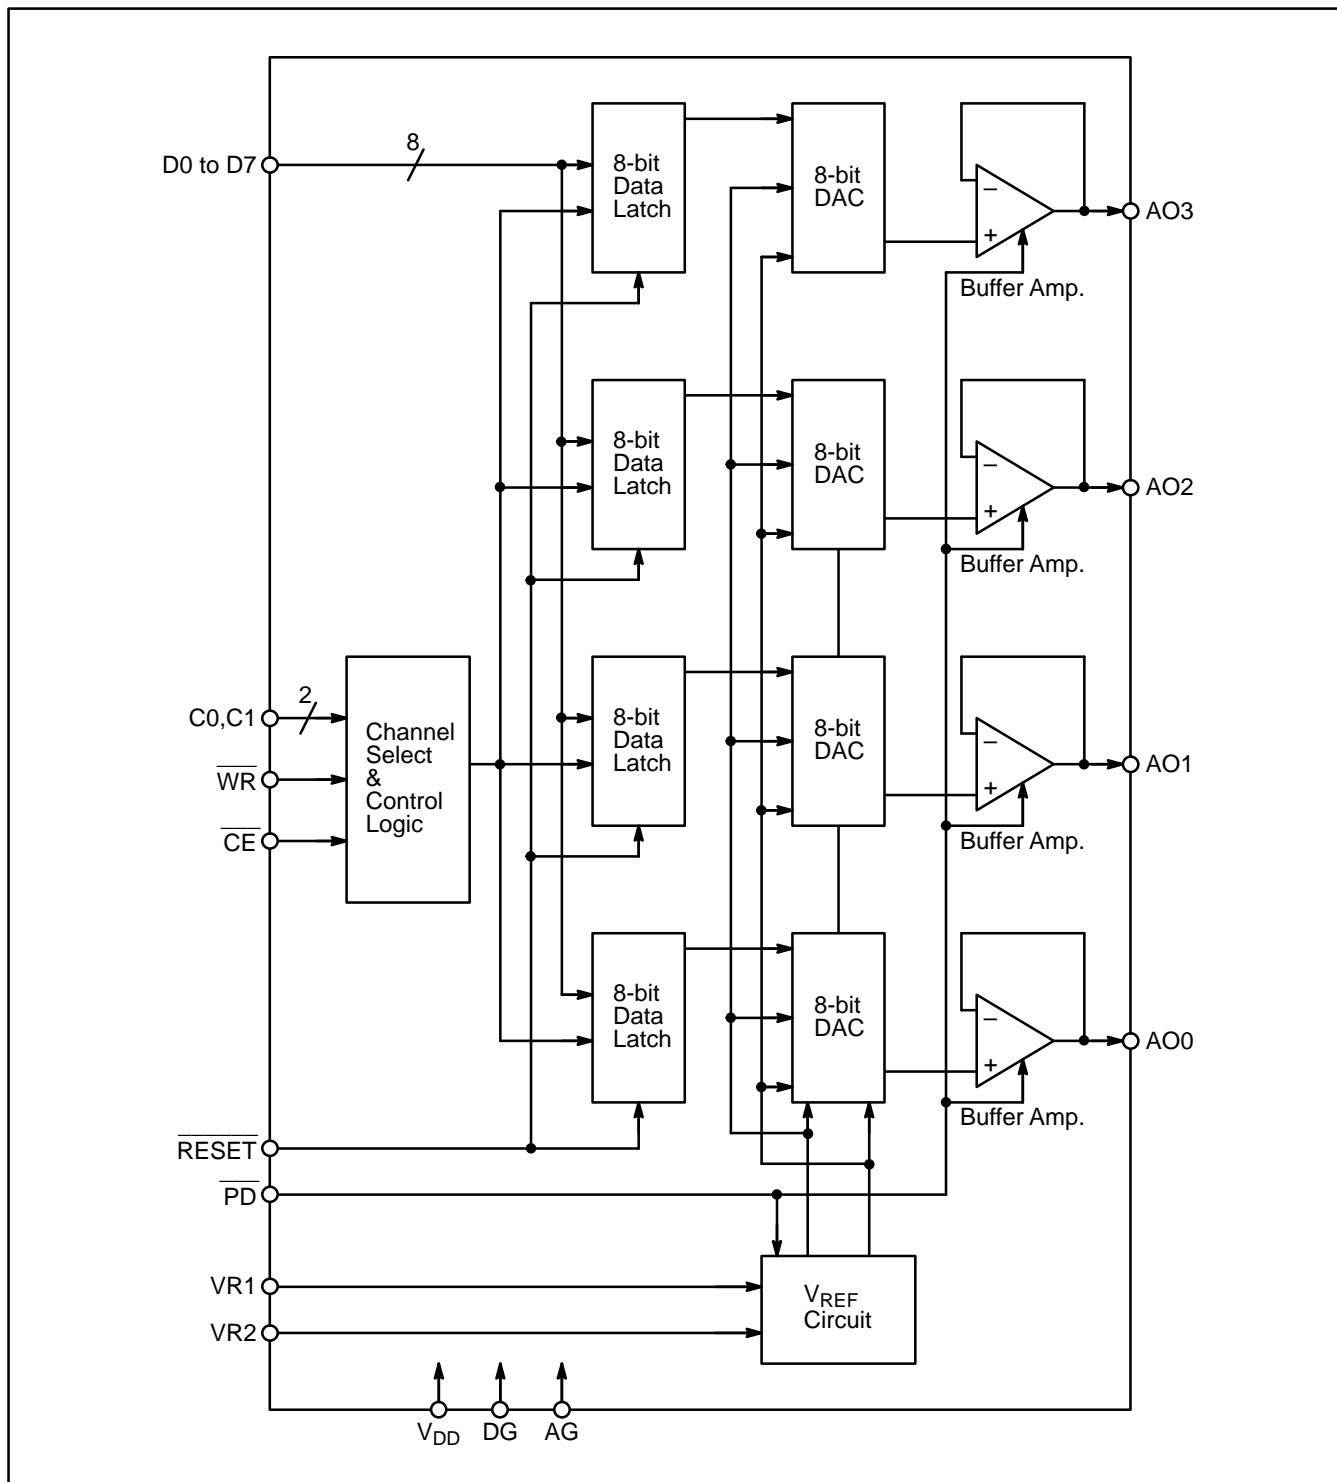 D0 to D7
8
8-bit
Data
Latch
8-bit
DAC
−
+
AO3
Buffer Amp.
8-bit
Data
Latch
8-bit
DAC
−
+
AO2
Buffer Amp.
C0,C1
2
WR
CE
Channel
Select
&
Control
Logic
8-bit
Data
Latch
8-bit
DAC
−
+
AO1
Buffer Amp.
8-bit
Data
Latch
8-bit
DAC
−
+
AO0
Buffer Amp.
RESET
PD
VR1
VR2
VREF
Circuit
VDD
DG
AG